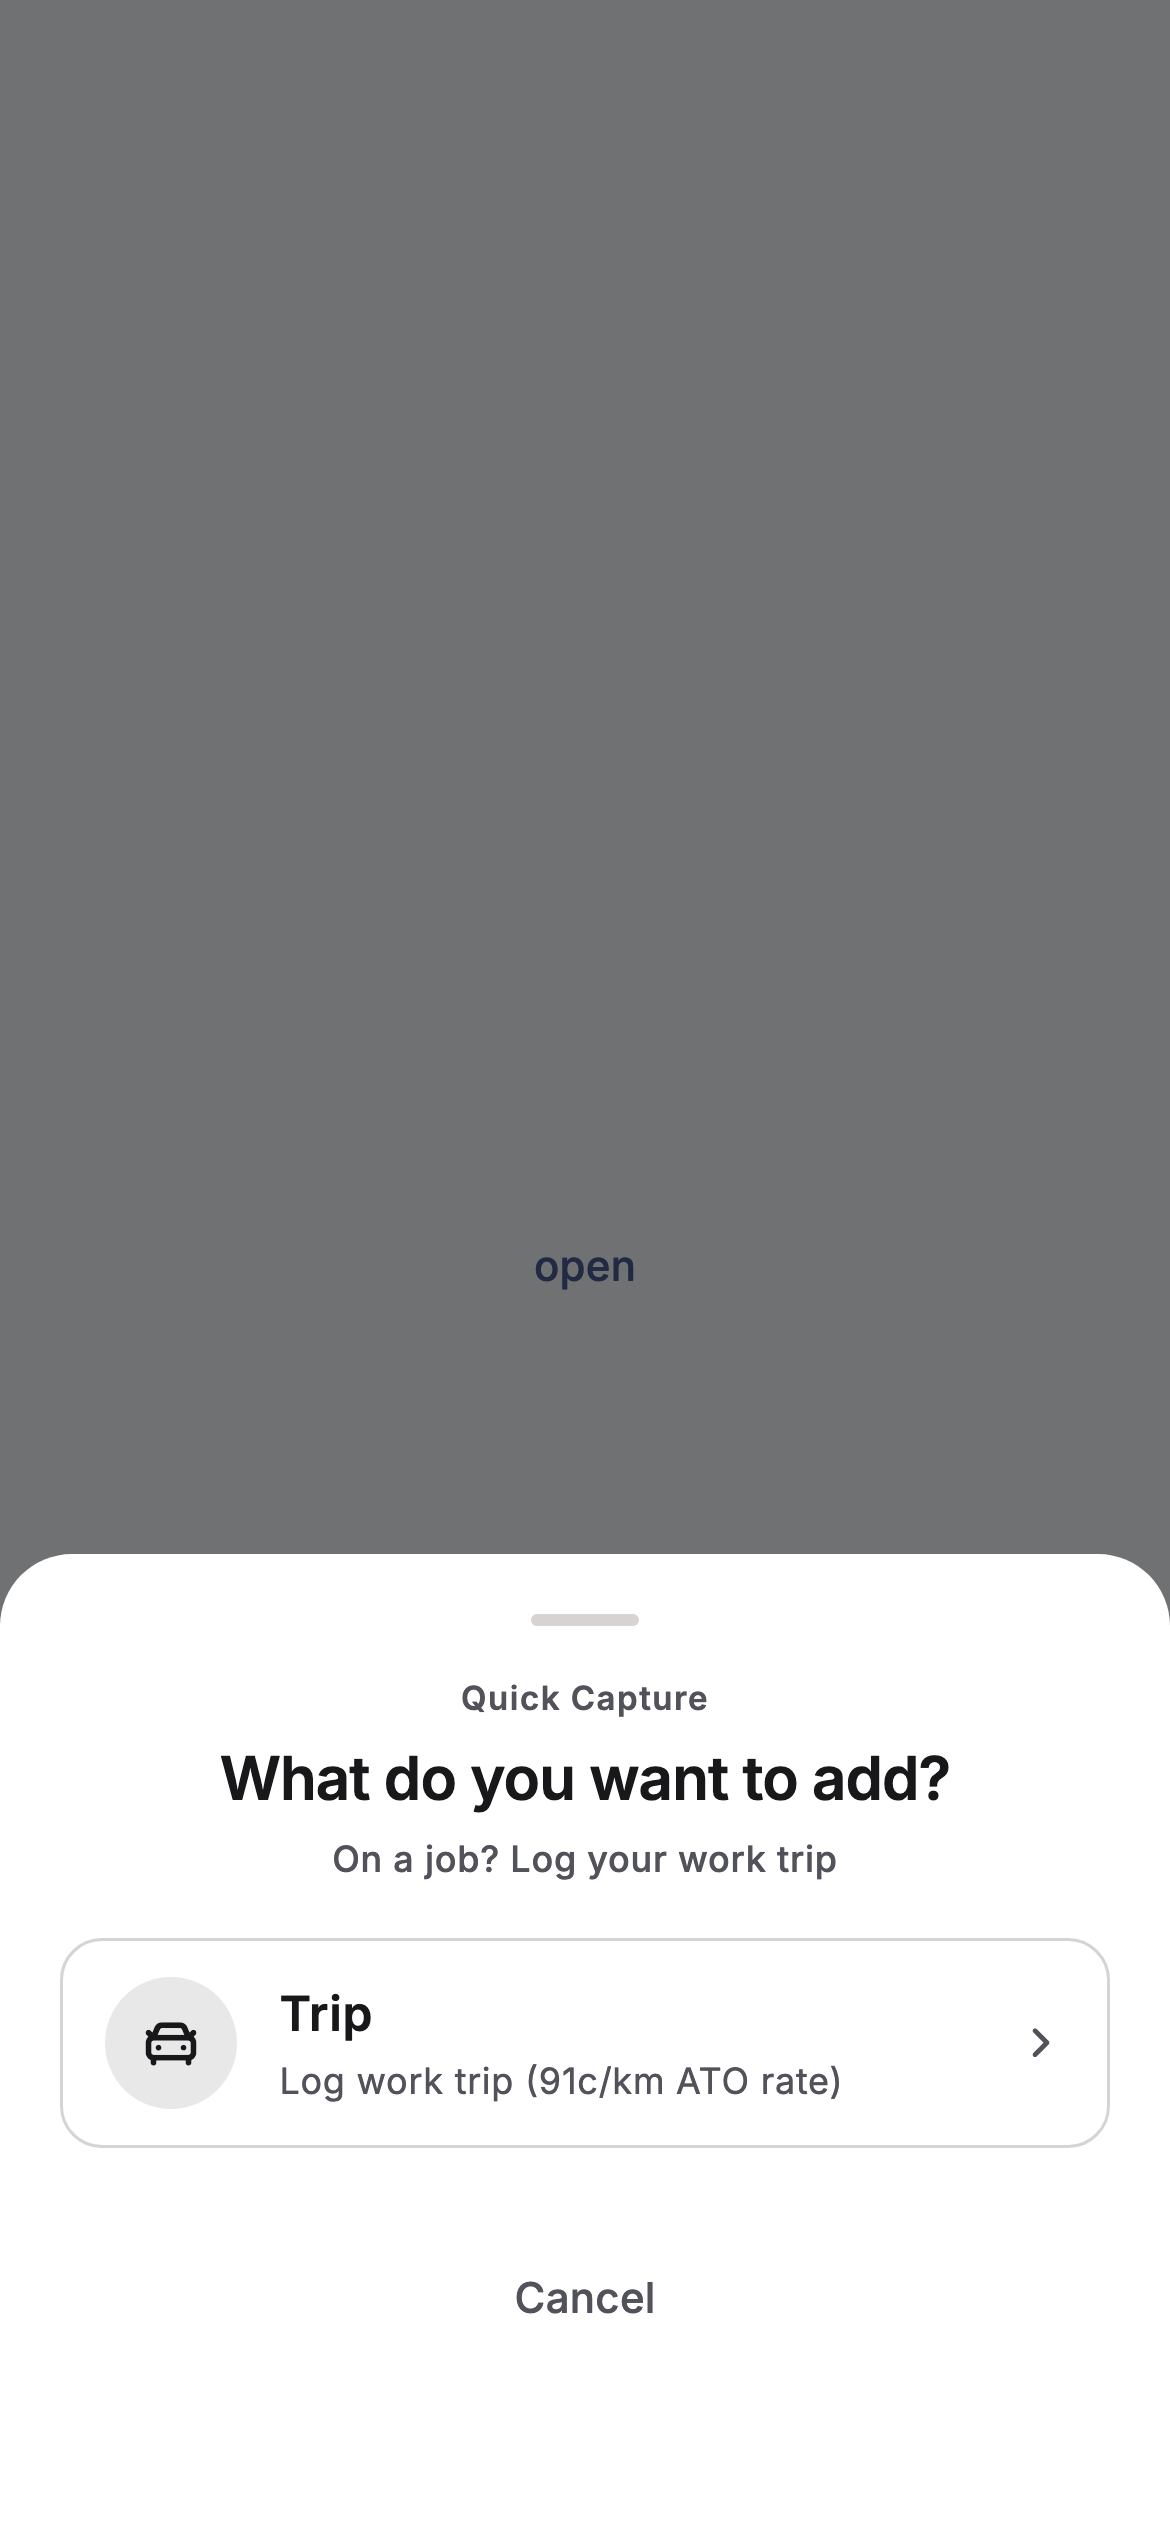 open
Quick Capture
What do you want to add?
On a job? Log your work trip
Trip
Log work trip (91c/km ATO rate)
Cancel